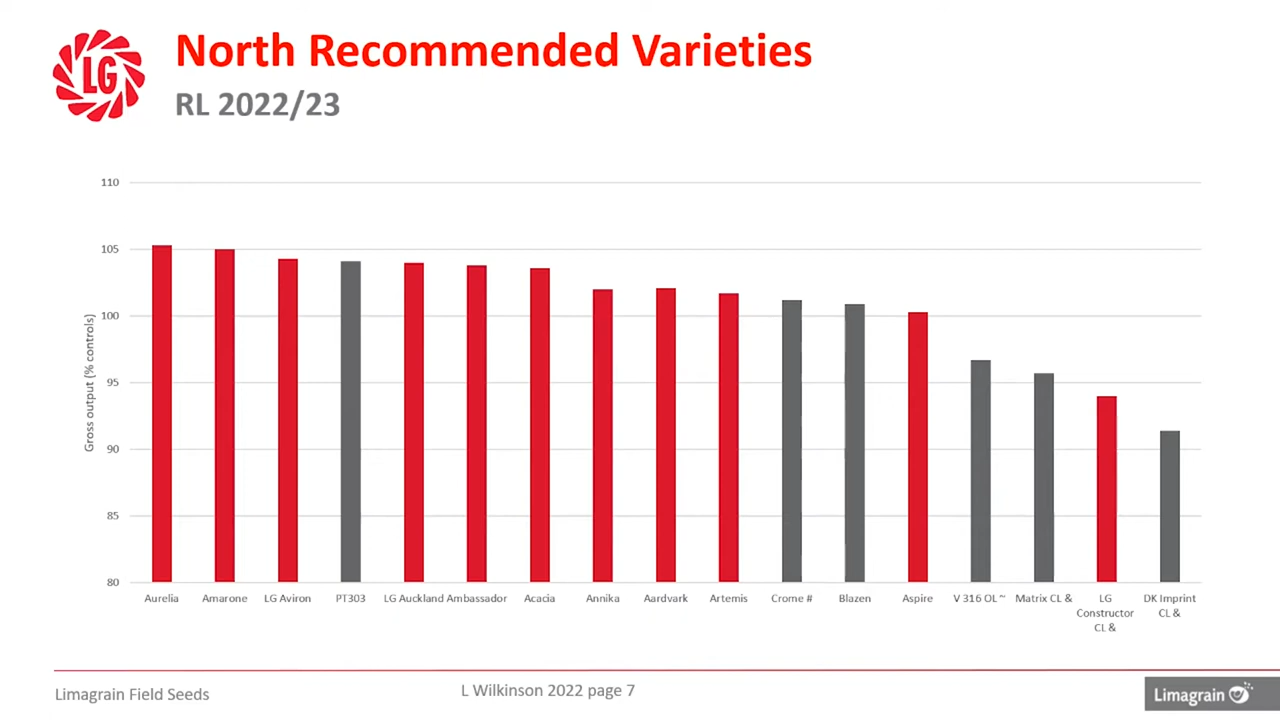 LG
North Recommended Varieties
RL 2022/23
Gross output (% controls)
110
105
100
95
90
85
80
Aurelia
Amarone
LG Aviron
PT303
LG Auckland
Ambassador
Acacia
Annika
Aardvark
Artemis
Crome #
Blazen
Aspire
V 316 OL ~
Matrix CL &
LG
Constructor
CL &
DK Imprint
CL &
Limagrain Field Seeds
L Wilkinson 2022 page 7
Limagrain